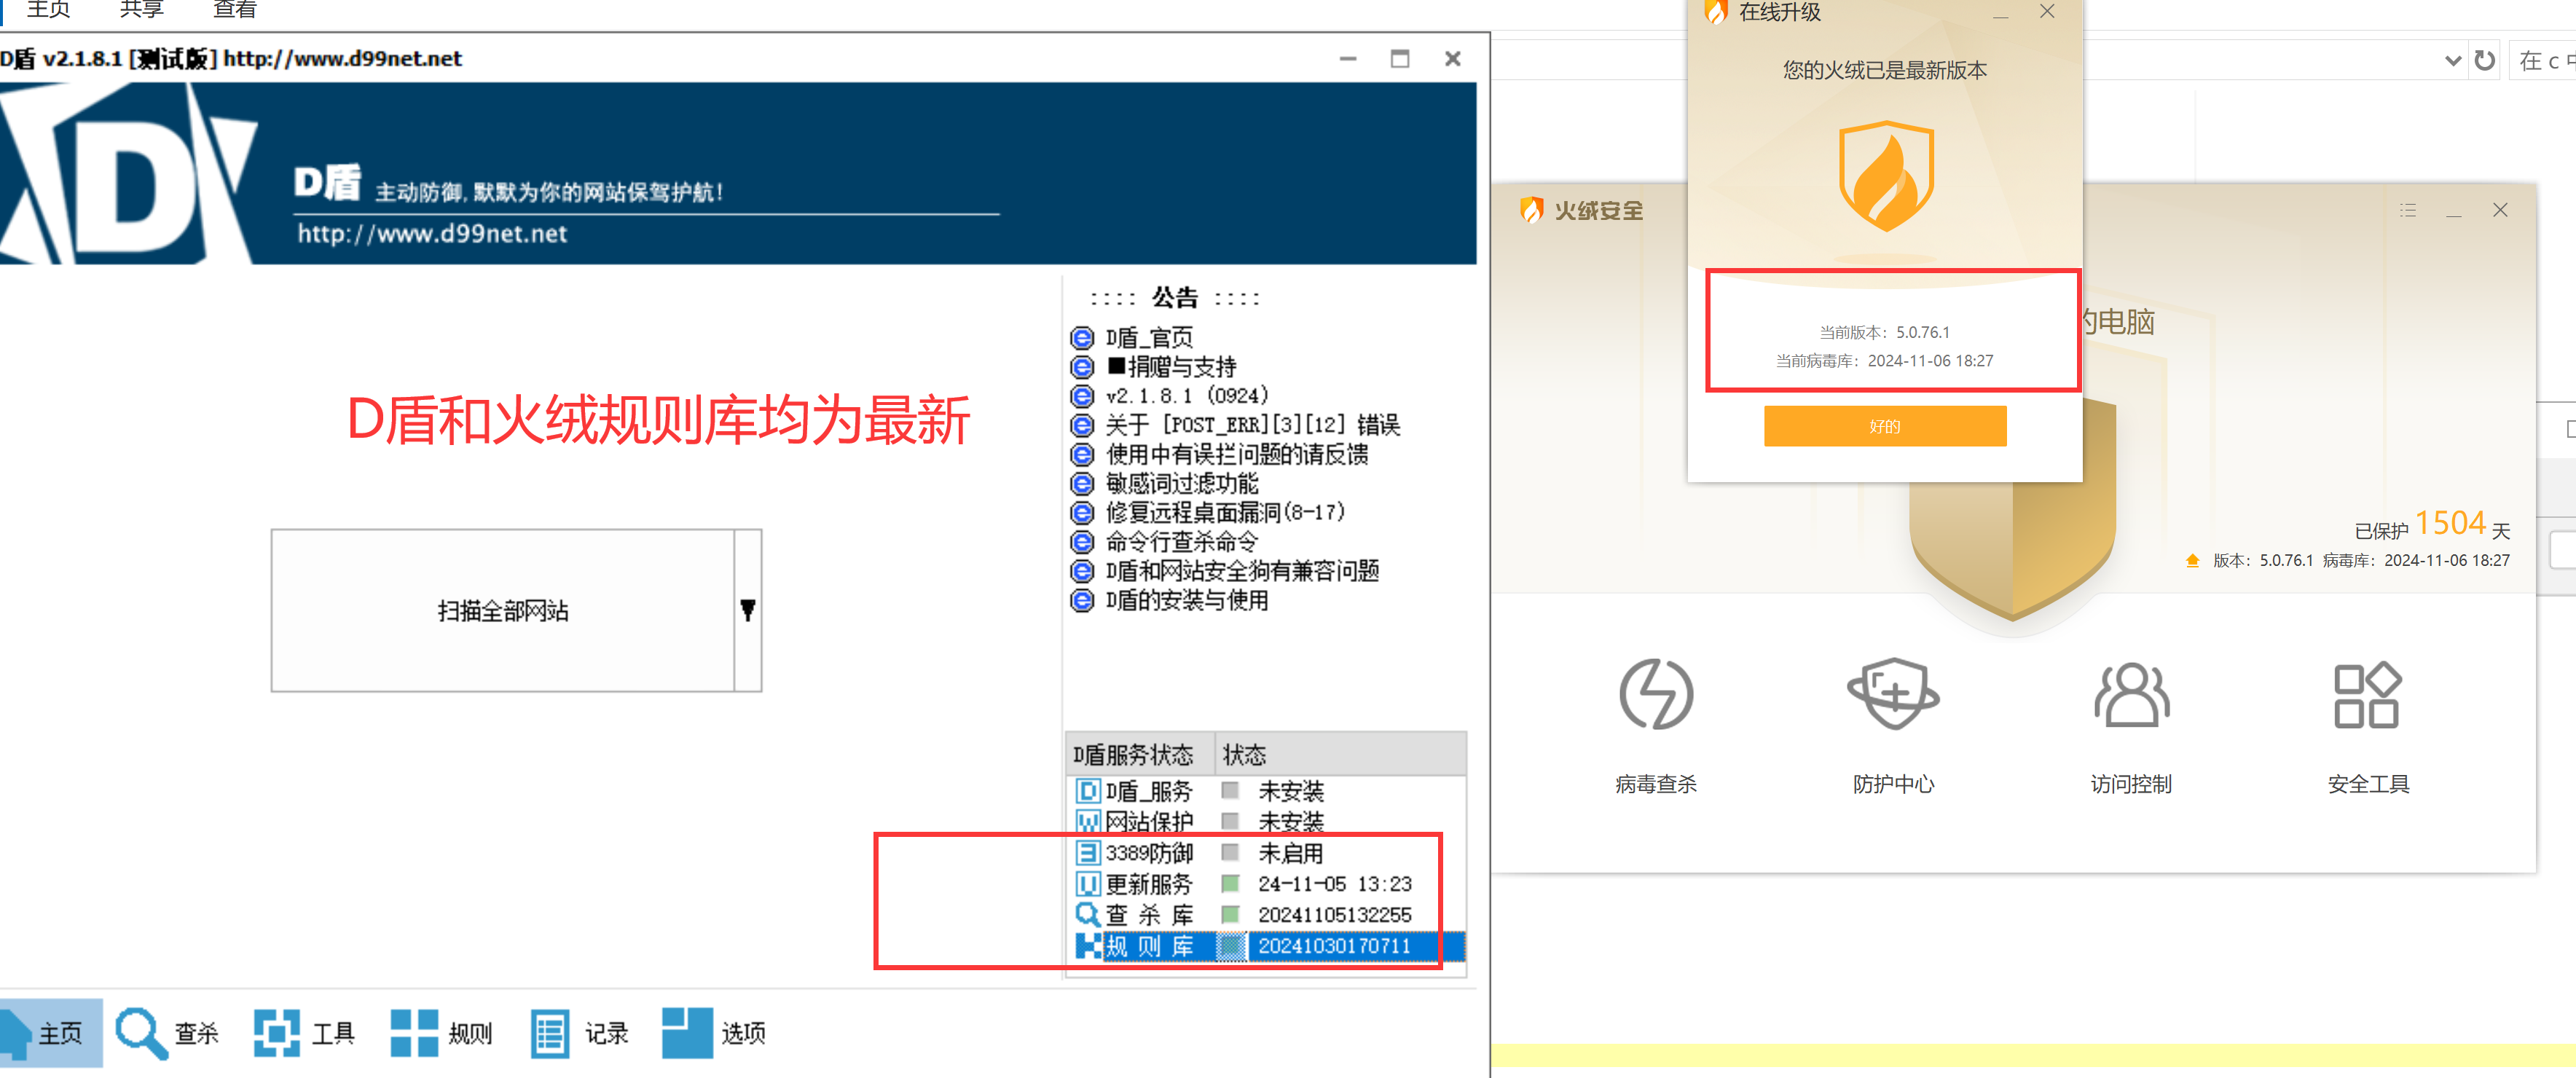 主页 共享 查看
D盾 v2.1.8.1 [测试版] http://www.d99net.net
D盾 主动防御,默默为你的网站保驾护航!
http://www.d99net.net
D盾和火绒规则库均为最新
扫描全部网站
:::: 公告 ::::
D盾_官页
■捐赠与支持
v2.1.8.1 (0924)
关于 [POST_ERR][3][12] 错误
使用中有误拦问题的请反馈
敏感词过滤功能
修复远程桌面漏洞(8-17)
命令行查杀命令
D盾和网站安全狗有兼容问题
D盾的安装与使用
D盾服务状态 状态
D盾_服务 未安装
网站保护 未安装
3389防御 未启用
更新服务 24-11-05 13:23
查 杀 库 20241105132255
规 则 库 20241030170711
主页 查杀 工具 规则 记录 选项
在线升级
您的火绒已是最新版本
当前版本：5.0.76.1
当前病毒库：2024-11-06 18:27
好的
在 c
火绒安全
的电脑
已保护 1504 天
版本：5.0.76.1 病毒库：2024-11-06 18:27
病毒查杀 防护中心 访问控制 安全工具